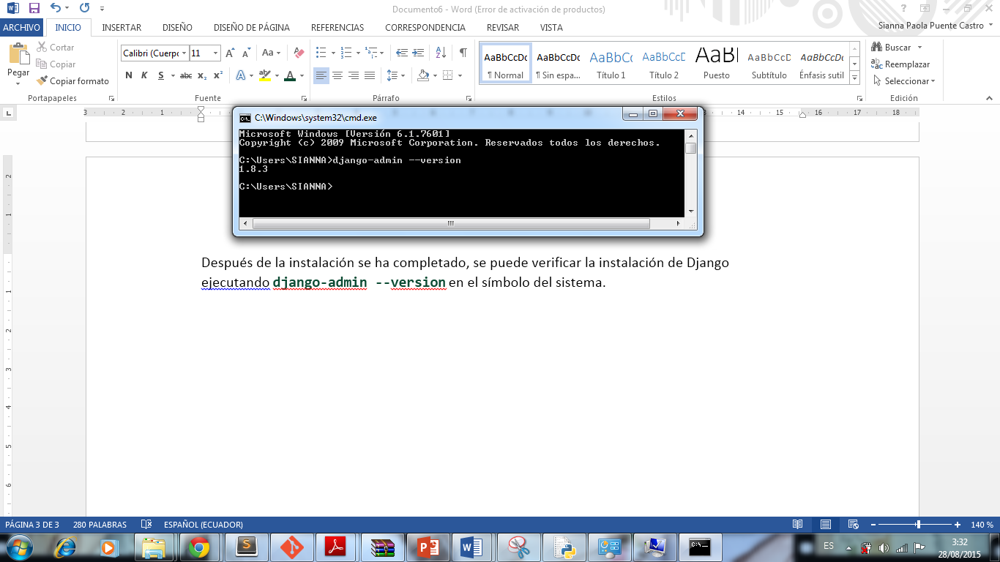 Documento6 - Word (Error de activación de productos)
ARCHIVO INICIO INSERTAR DISEÑO DISEÑO DE PÁGINA REFERENCIAS CORRESPONDENCIA REVISAR VISTA Sianna Paola Puente Castro
Pegar
Cortar
Copiar
Copiar formato
Portapapeles
Calibri (Cuerpo 11
A A Aa
N K S abc x₂ x² A aby A
Fuente
Párrafo
AaBbCcDc AaBbCcDc AaBbCc AaBbCcD AaB AaBbCcD AaBbCcDc
¶ Normal ¶ Sin espa... Título 1 Título 2 Puesto Subtítulo Énfasis sutil
Estilos
Buscar
Reemplazar
Seleccionar
Edición
3 2 1 13 14 15 16 17 18
C:\Windows\system32\cmd.exe
Microsoft Windows [Versión 6.1.7601]
Copyright (c) 2009 Microsoft Corporation. Reservados todos los derechos.
C:\Users\SIANNA>django-admin --version
1.8.3
C:\Users\SIANNA>
2
1
1
2
3
4
5
6
Después de la instalación se ha completado, se puede verificar la instalación de Django
ejecutando django-admin --version en el símbolo del sistema.
PÁGINA 3 DE 3 280 PALABRAS ESPAÑOL (ECUADOR) 140 %
ES 3:32
28/08/2015